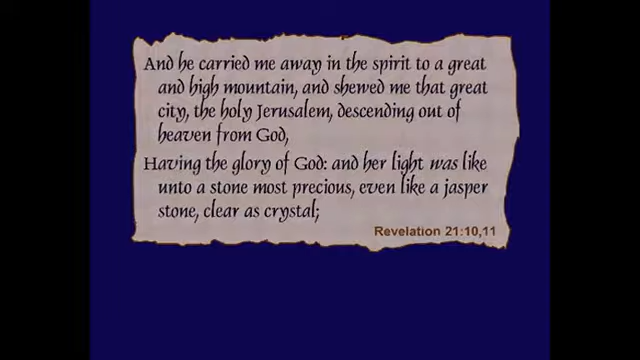 And he carried me away in the spirit to a great
and high mountain, and shewed me that great
city, the holy Jerusalem, descending out of
heaven from God,
Having the glory of God: and her light was like
unto a stone most precious, even like a jasper
stone, clear as crystal;
Revelation 21:10,11